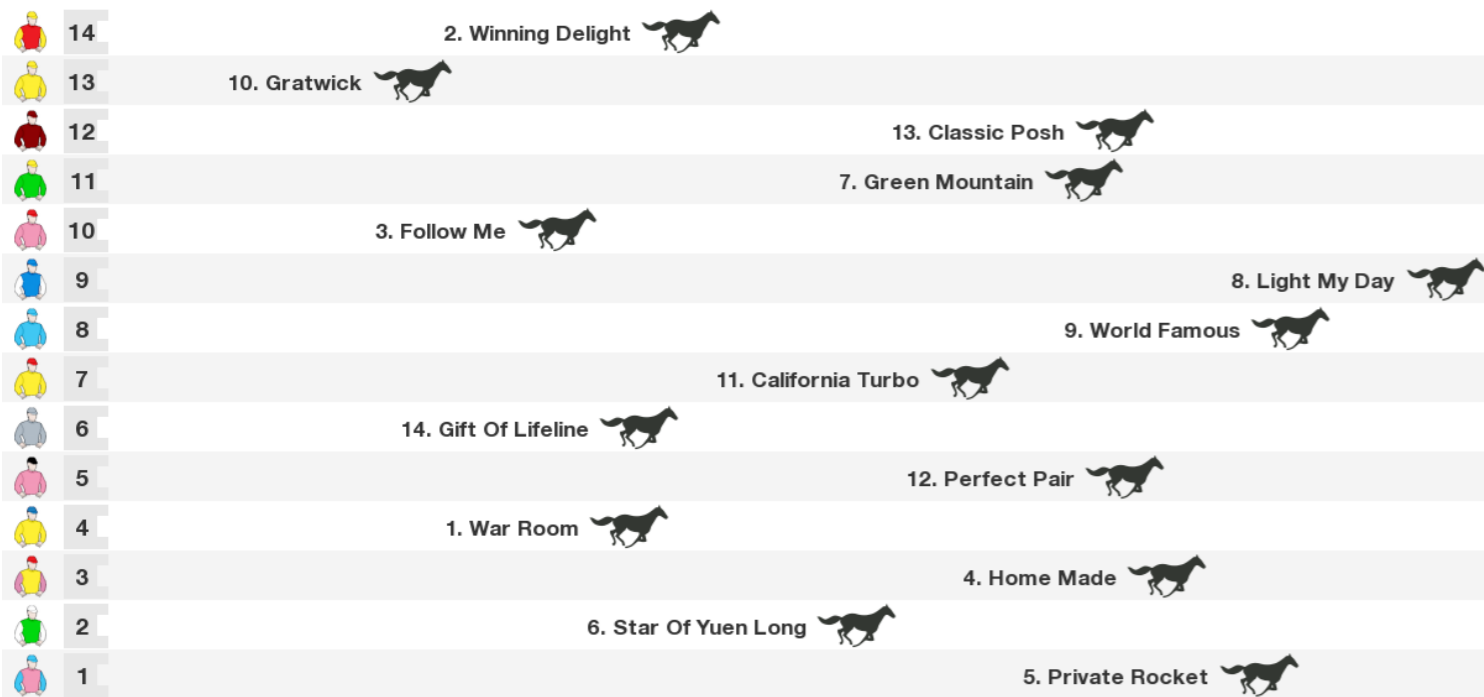 14 2. Winning Delight
13 10. Gratwick
12 13. Classic Posh
11 7. Green Mountain
10 3. Follow Me
9 8. Light My Day
8 9. World Famous
7 11. California Turbo
6 14. Gift Of Lifeline
5 12. Perfect Pair
4 1. War Room
3 4. Home Made
2 6. Star Of Yuen Long
1 5. Private Rocket